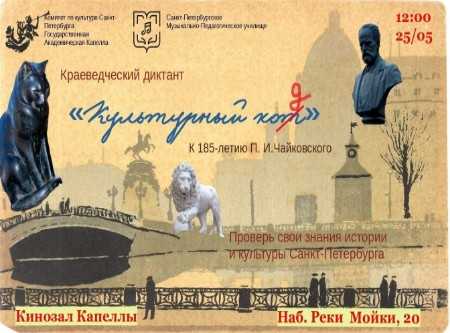 Комитет по культуре Санкт-
Петербурга
Государственная
Академическая Капелла
Санкт-Петербургское
Музыкально-Педагогическое училище
12:00
25/05
Краеведческий диктант
«Культурный код»
К 185-летию П. И.Чайковского
Проверь свои знания истории
и культуры Санкт-Петербурга
Кинозал Капеллы
Наб. Реки Мойки, 20